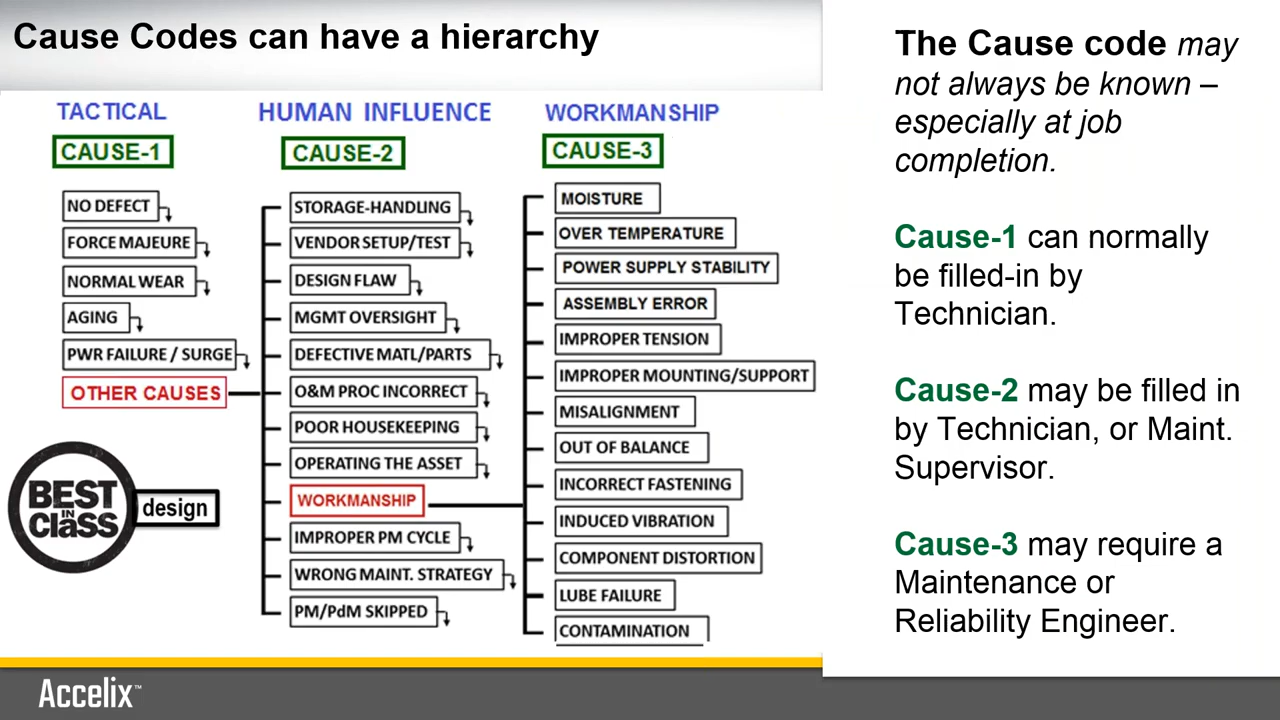 Cause Codes can have a hierarchy
TACTICAL
CAUSE-1
NO DEFECT
FORCE MAJEURE
NORMAL WEAR
AGING
PWR FAILURE / SURGE
OTHER CAUSES
HUMAN INFLUENCE
CAUSE-2
STORAGE-HANDLING
VENDOR SETUP/TEST
DESIGN FLAW
MGMT OVERSIGHT
DEFECTIVE MATL/PARTS
O&M PROC INCORRECT
POOR HOUSEKEEPING
OPERATING THE ASSET
WORKMANSHIP
IMPROPER PM CYCLE
WRONG MAINT. STRATEGY
PM/PdM SKIPPED
WORKMANSHIP
CAUSE-3
MOISTURE
OVER TEMPERATURE
POWER SUPPLY STABILITY
ASSEMBLY ERROR
IMPROPER TENSION
IMPROPER MOUNTING/SUPPORT
MISALIGNMENT
OUT OF BALANCE
INCORRECT FASTENING
INDUCED VIBRATION
COMPONENT DISTORTION
LUBE FAILURE
CONTAMINATION
BEST
IN
ClaSS
design
The Cause code may
not always be known –
especially at job
completion.
Cause-1 can normally
be filled-in by
Technician.
Cause-2 may be filled in
by Technician, or Maint.
Supervisor.
Cause-3 may require a
Maintenance or
Reliability Engineer.
Accelix™